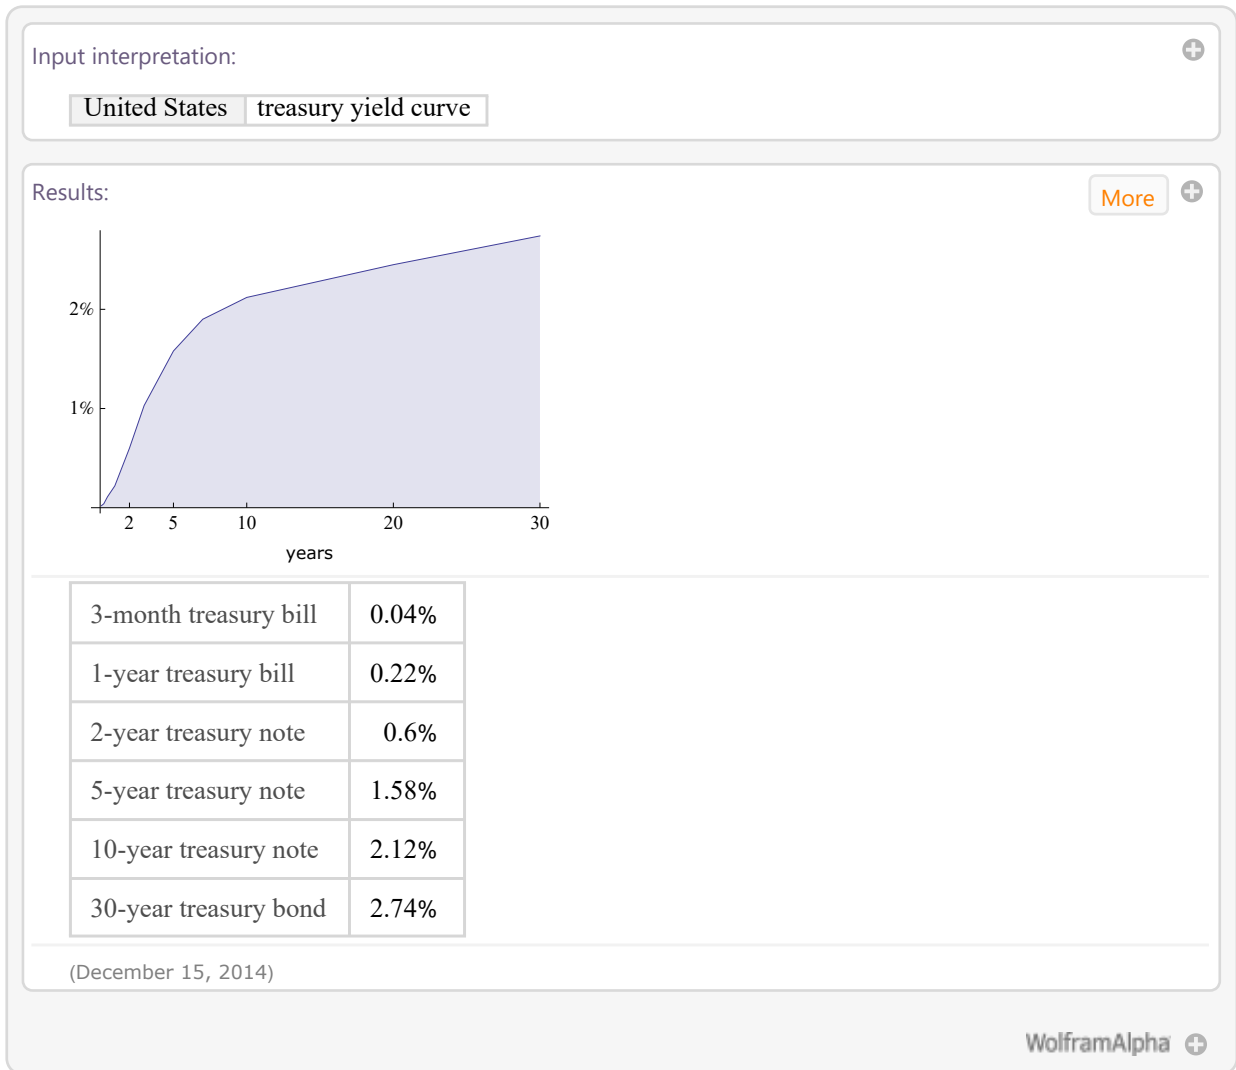 Input interpretation:
United States treasury yield curve
Results:
More
2%
1%
2 5 10 20 30
years
3-month treasury bill 0.04%
1-year treasury bill 0.22%
2-year treasury note 0.6%
5-year treasury note 1.58%
10-year treasury note 2.12%
30-year treasury bond 2.74%
(December 15, 2014)
WolframAlpha